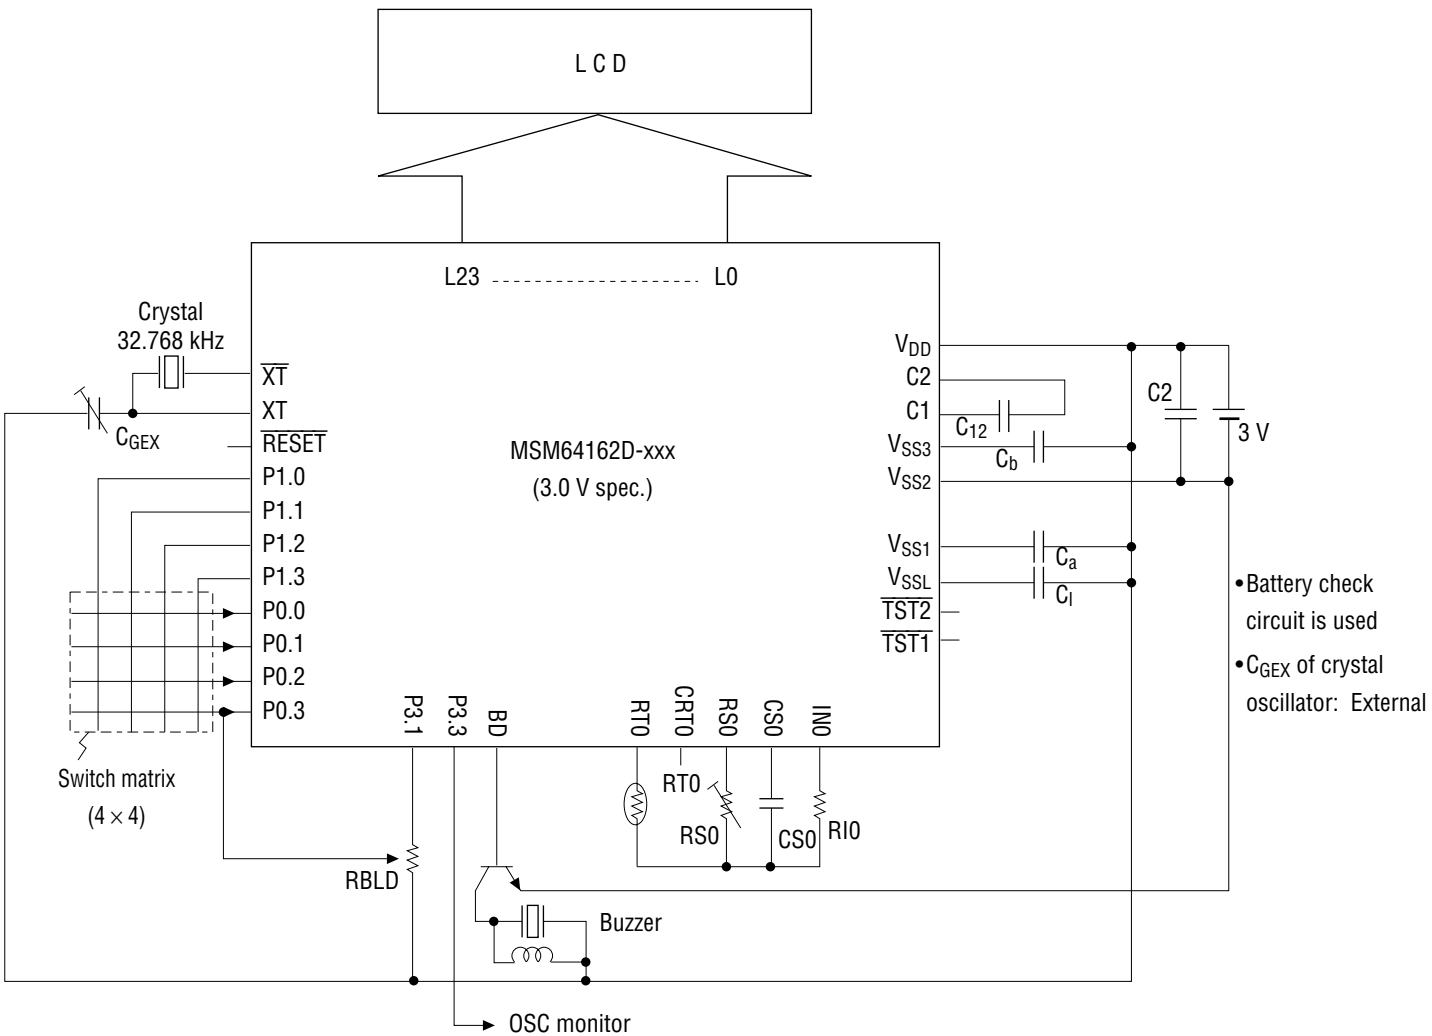 L C D
L23
L0
Crystal
32.768 kHz
XT
XT
C_GEX
RESET
P1.0
P1.1
P1.2
P1.3
P0.0
P0.1
P0.2
P0.3
Switch matrix
(4 × 4)
MSM64162D-xxx
(3.0 V spec.)
V_DD
C2
C1
C_12
V_SS3
C_b
V_SS2
V_SS1
C_a
V_SSL
C_l
TST2
TST1
C2
3 V
•Battery check
circuit is used
•C_GEX of crystal
oscillator: External
P3.1
P3.3
BD
RT0
CRT0
RS0
CS0
IN0
RT0
RS0
CS0
RI0
RBLD
Buzzer
OSC monitor